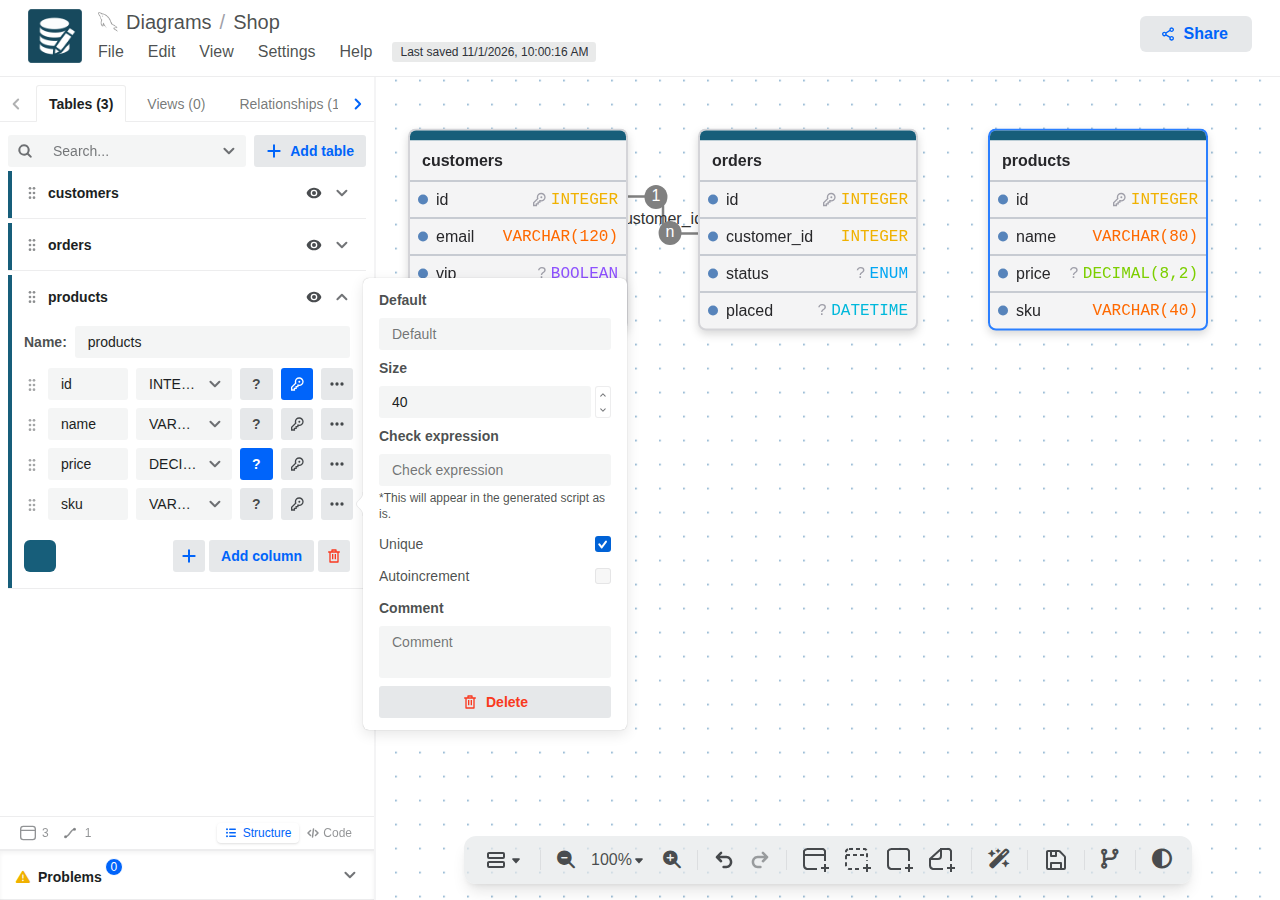 Diagrams / Shop
File Edit View Settings Help
Last saved 11/1/2026, 10:00:16 AM
Share
Tables (3)
Views (0)
Relationships (1
Search...
Add table
customers
orders
products
Name:
products
id
INTE…
?
name
VAR…
?
price
DECI…
?
sku
VAR…
?
Add column
3
1
Structure
Code
Problems
0
Default
Default
Size
40
Check expression
Check expression
*This will appear in the generated script as
is.
Unique
Autoincrement
Comment
Comment
Delete
customers
id INTEGER
email VARCHAR(120)
vip ? BOOLEAN
1
n
orders
id INTEGER
customer_id INTEGER
status ? ENUM
placed ? DATETIME
products
id INTEGER
name VARCHAR(80)
price ? DECIMAL(8,2)
sku VARCHAR(40)
100%